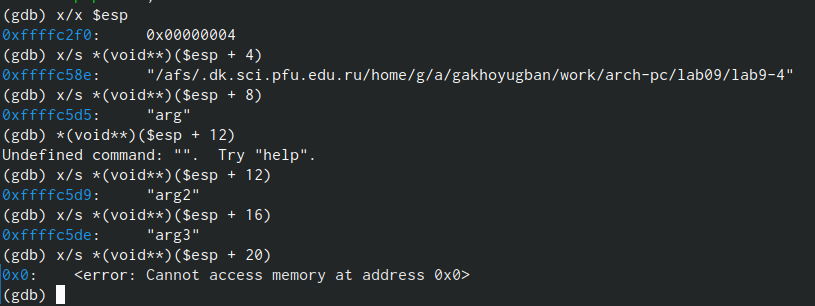 (gdb) x/x $esp
0xffffc2f0:     0x00000004
(gdb) x/s *(void**)($esp + 4)
0xffffc58e:     "/afs/.dk.sci.pfu.edu.ru/home/g/a/gakhoyugban/work/arch-pc/lab09/lab9-4"
(gdb) x/s *(void**)($esp + 8)
0xffffc5d5:     "arg"
(gdb) *(void**)($esp + 12)
Undefined command: "".  Try "help".
(gdb) x/s *(void**)($esp + 12)
0xffffc5d9:     "arg2"
(gdb) x/s *(void**)($esp + 16)
0xffffc5de:     "arg3"
(gdb) x/s *(void**)($esp + 20)
0x0:    <error: Cannot access memory at address 0x0>
(gdb)